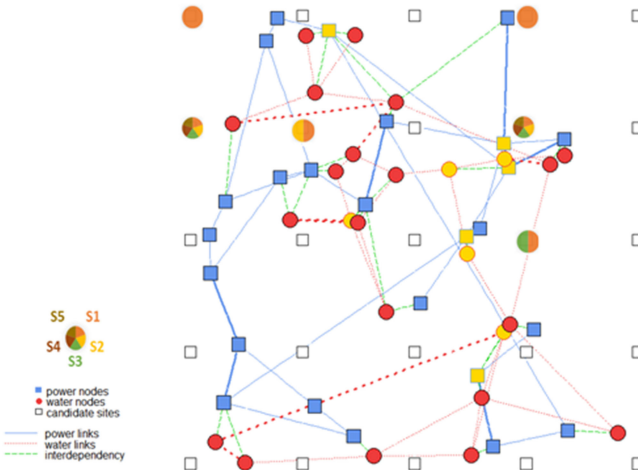 S5 S1
S4 S2
S3
power nodes
water nodes
candidate sites
power links
water links
interdependency